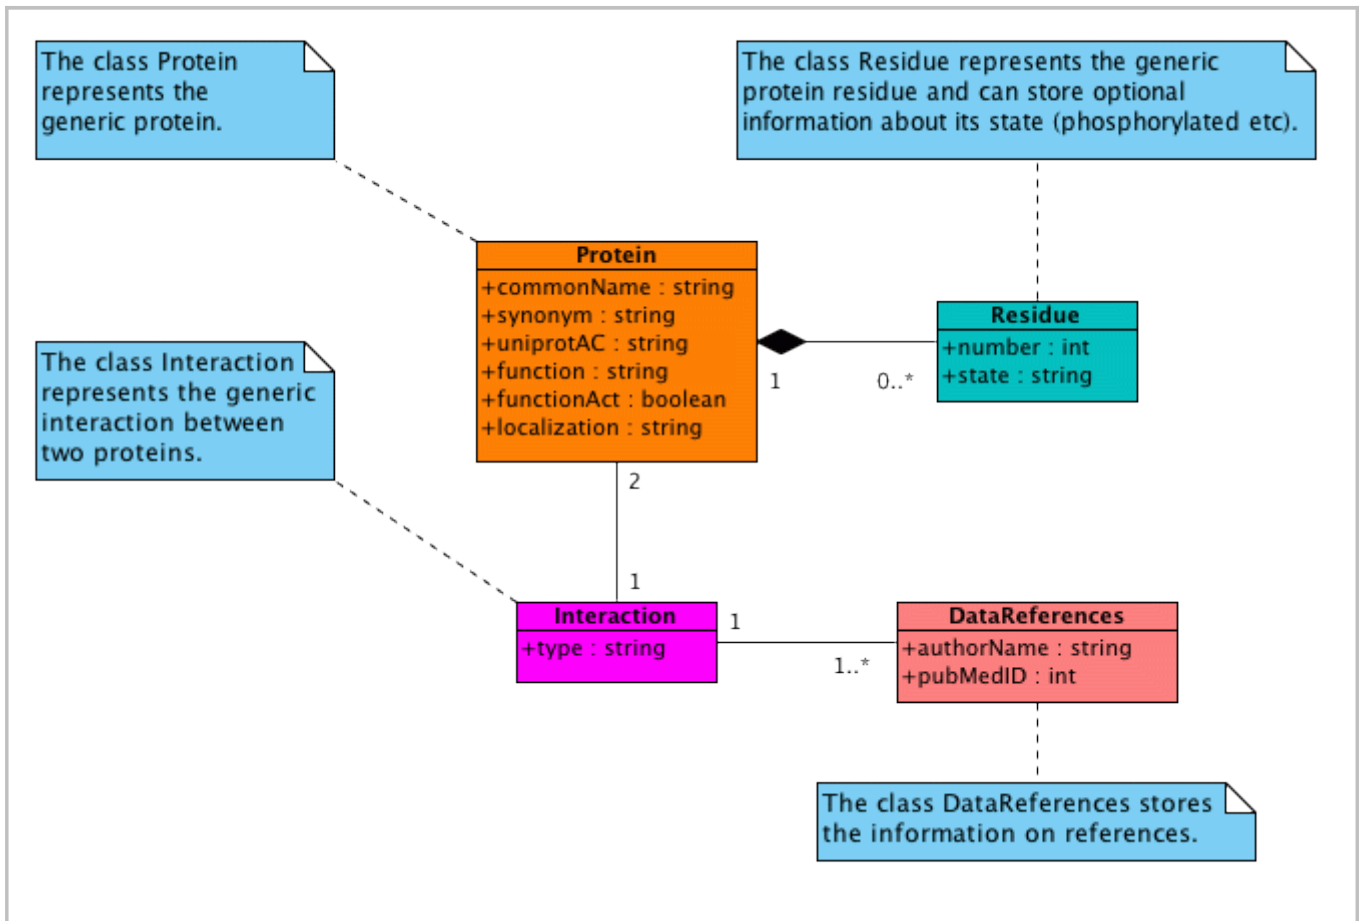 The class Protein
represents the
generic protein.
The class Residue represents the generic
protein residue and can store optional
information about its state (phosphorylated etc).
Protein
+commonName : string
+synonym : string
+uniprotAC : string
+function : string
+functionAct : boolean
+localization : string
1
0..*
Residue
+number : int
+state : string
The class Interaction
represents the generic
interaction between
two proteins.
2
1
Interaction
+type : string
1
1..*
DataReferences
+authorName : string
+pubMedID : int
The class DataReferences stores
the information on references.